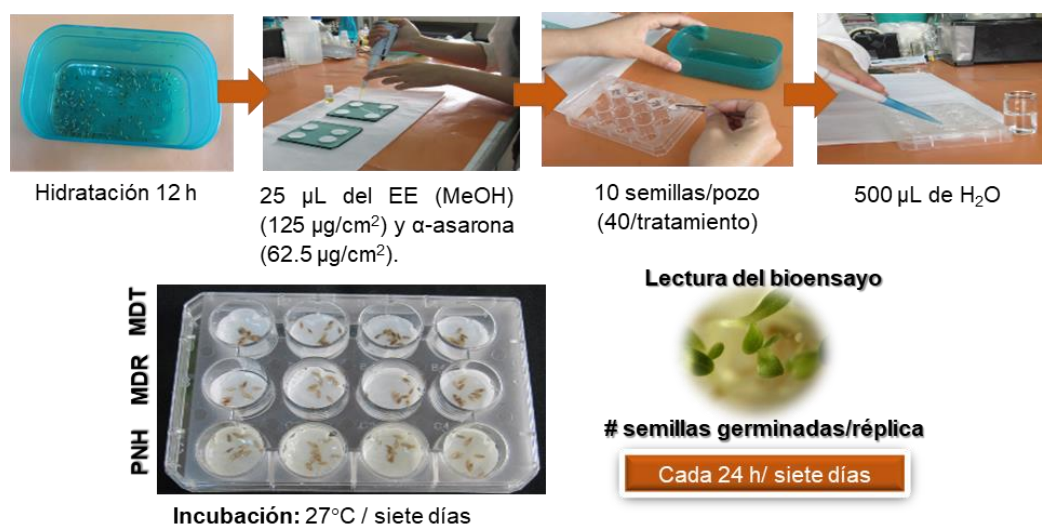 Hidratación 12 h
25 µL del EE (MeOH)
(125 µg/cm²) y α-asarona
(62.5 µg/cm²).
10 semillas/pozo
(40/tratamiento)
500 µL de H₂O
MDT
MDR
PNH
Incubación: 27°C / siete días
Lectura del bioensayo
# semillas germinadas/réplica
Cada 24 h/ siete días